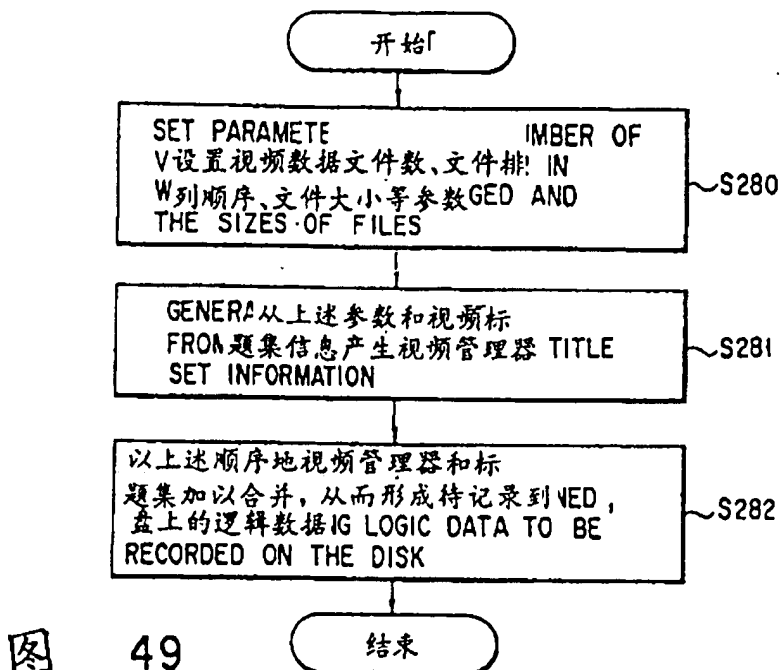 开始
SET PARAMETE IMBER OF
V设置视频数据文件数、文件排! IN
W列顺序、文件大小等参数GED AND
THE SIZES OF FILES
S280
GENERA从上述参数和视频标
FROM题集信息产生视频管理器 TITLE
SET INFORMATION
S281
以上述顺序地视频管理器和标
题集加以合并，从而形成待记录到NED,
盘上的逻辑数据IG LOGIC DATA TO BE
RECORDED ON THE DISK
S282
结束
图 49